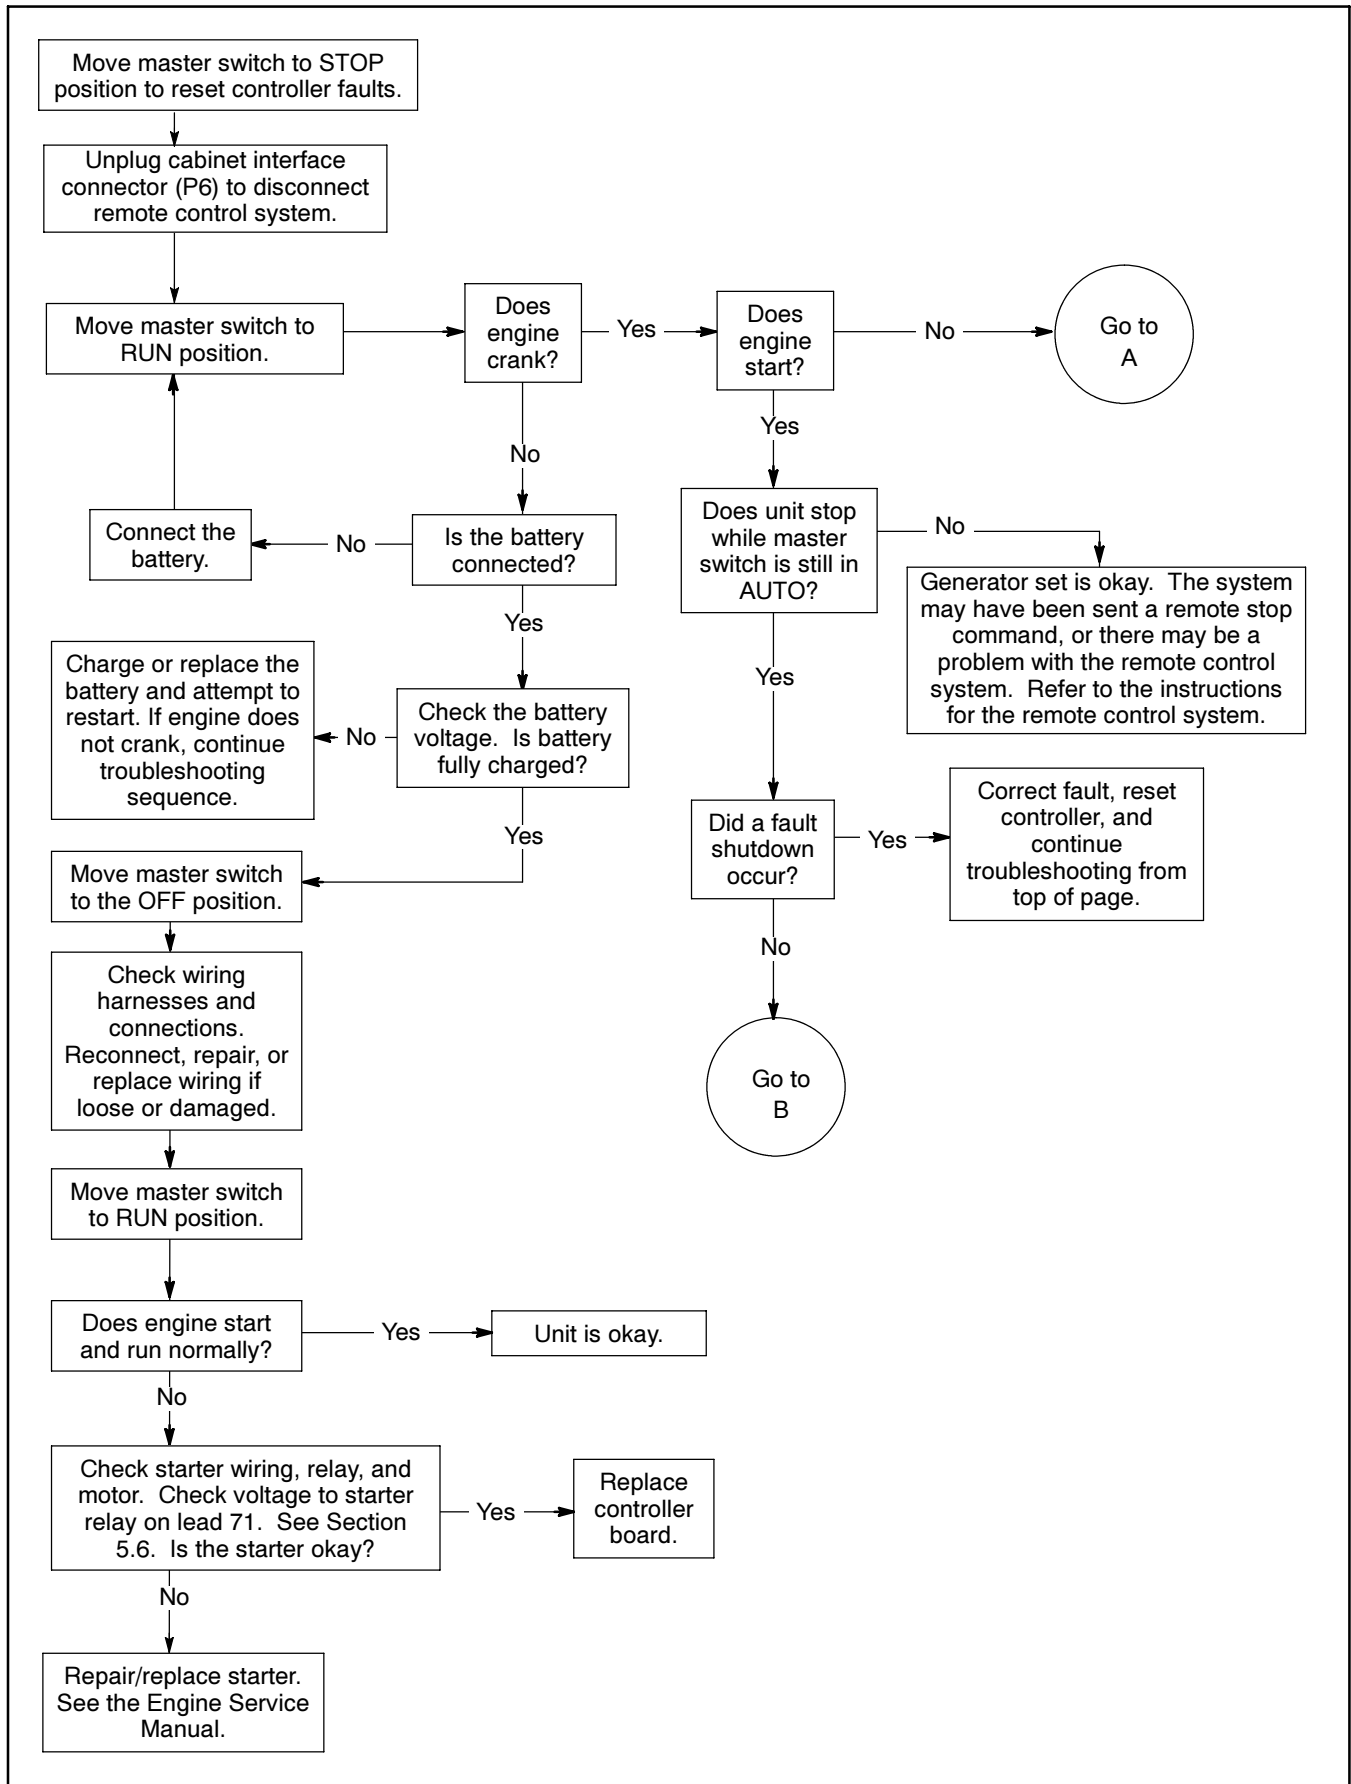 Move master switch to STOP
position to reset controller faults.
Unplug cabinet interface
connector (P6) to disconnect
remote control system.
Move master switch to
RUN position.
Does
engine
crank?
Yes
Does
engine
start?
No
Go to
A
Yes
No
Connect the
battery.
No
Is the battery
connected?
Does unit stop
while master
switch is still in
AUTO?
No
Generator set is okay. The system
may have been sent a remote stop
command, or there may be a
problem with the remote control
system. Refer to the instructions
for the remote control system.
Yes
Charge or replace the
battery and attempt to
restart. If engine does
not crank, continue
troubleshooting
sequence.
No
Check the battery
voltage. Is battery
fully charged?
Yes
Yes
Did a fault
shutdown
occur?
Yes
Correct fault, reset
controller, and
continue
troubleshooting from
top of page.
Move master switch
to the OFF position.
No
Check wiring
harnesses and
connections.
Reconnect, repair, or
replace wiring if
loose or damaged.
Go to
B
Move master switch
to RUN position.
Does engine start
and run normally?
Yes
Unit is okay.
No
Check starter wiring, relay, and
motor. Check voltage to starter
relay on lead 71. See Section
5.6. Is the starter okay?
Yes
Replace
controller
board.
No
Repair/replace starter.
See the Engine Service
Manual.